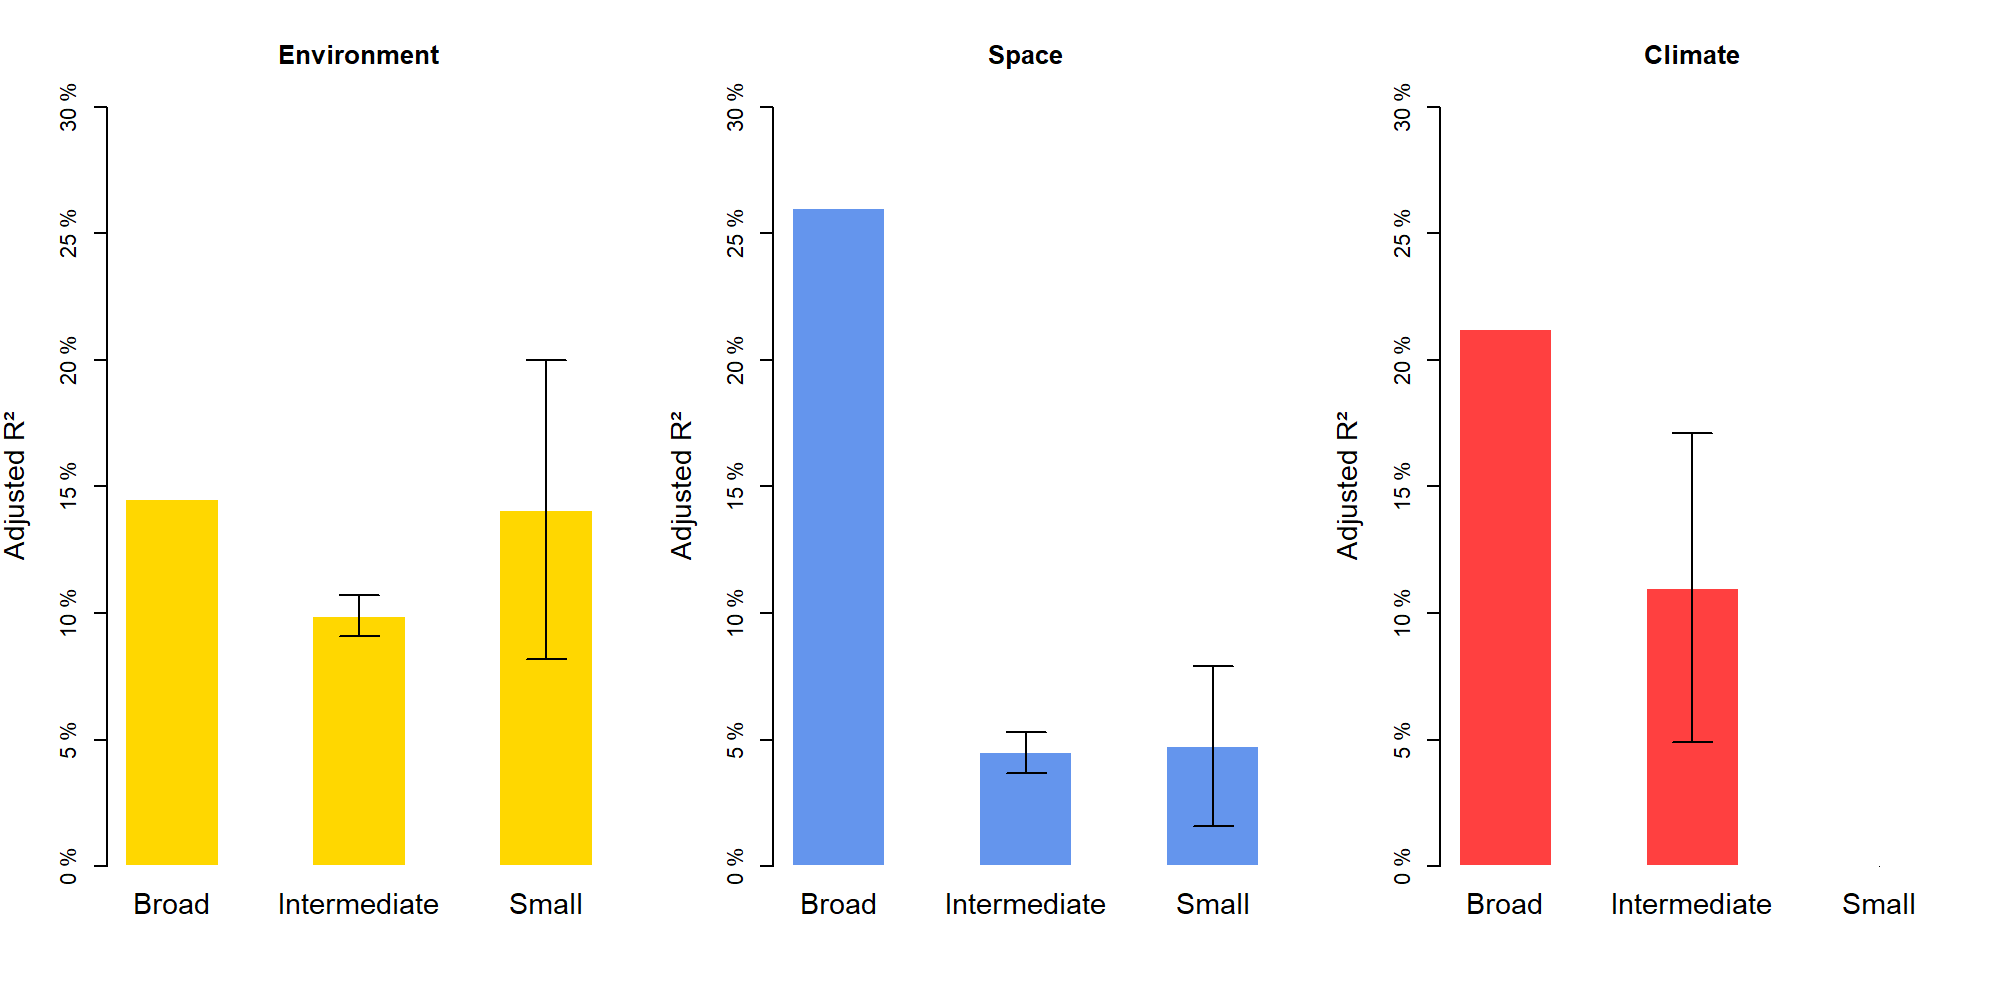 Environment
Adjusted R²
30 %
25 %
20 %
15 %
10 %
5 %
0 %
Broad Intermediate Small
Space
Adjusted R²
30 %
25 %
20 %
15 %
10 %
5 %
0 %
Broad Intermediate Small
Climate
Adjusted R²
30 %
25 %
20 %
15 %
10 %
5 %
0 %
Broad Intermediate Small